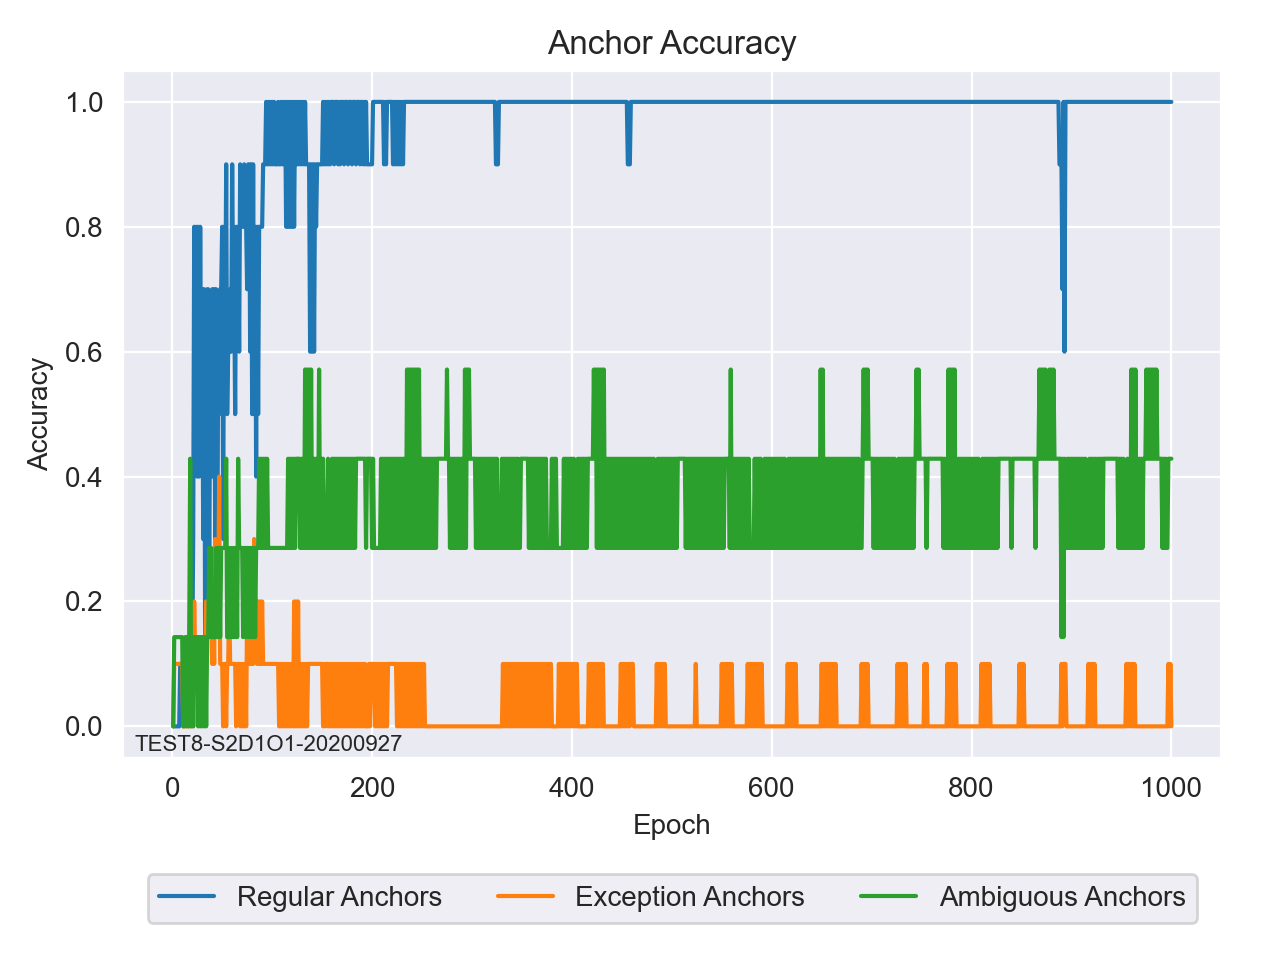 Anchor Accuracy
1.0
0.8
0.6
0.4
0.2
0.0
Accuracy
TEST8-S2D1O1-20200927
0 200 400 600 800 1000
Epoch
Regular Anchors Exception Anchors Ambiguous Anchors